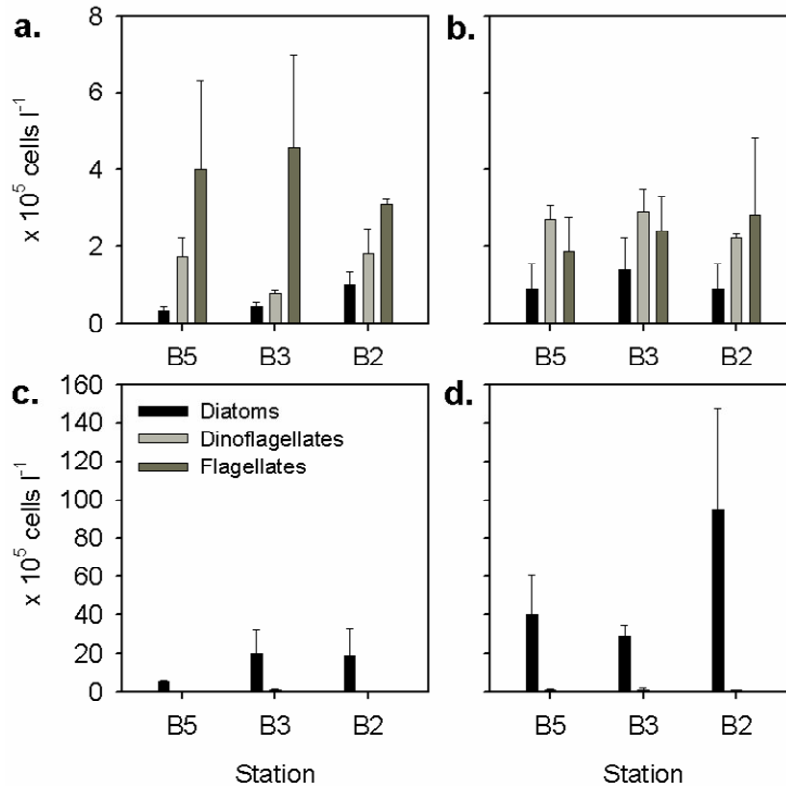 a.
b.
8
6
4
2
0
x 10⁵ cells l⁻¹
B5 B3 B2
B5 B3 B2
c.
d.
160
140
120
100
80
60
40
20
0
x 10⁵ cells l⁻¹
Diatoms
Dinoflagellates
Flagellates
B5 B3 B2
B5 B3 B2
Station
Station